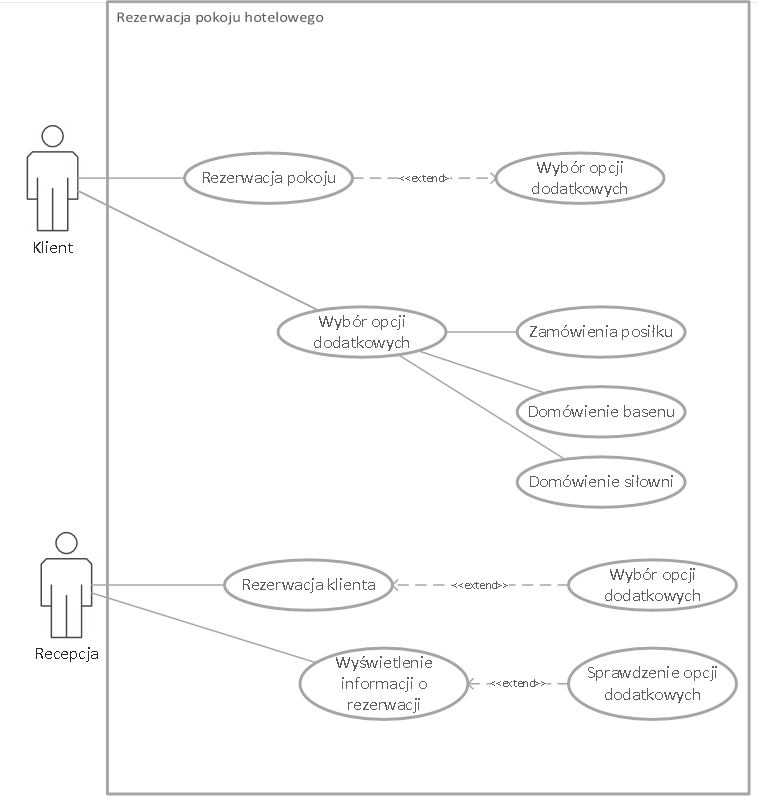 Rezerwacja pokoju hotelowego
Rezerwacja pokoju
<<extend>
Wybór opcji
dodatkowych
Klient
Wybór opcji
dodatkowych
Zamówienia posiłku
Domówienie basenu
Domówienie siłowni
Rezerwacja klienta
<<extend>>
Wybór opcji
dodatkowych
Recepcja
Wyświetlenie
informacji o
rezerwacji
<<extend>>
Sprawdzenie opcji
dodatkowych